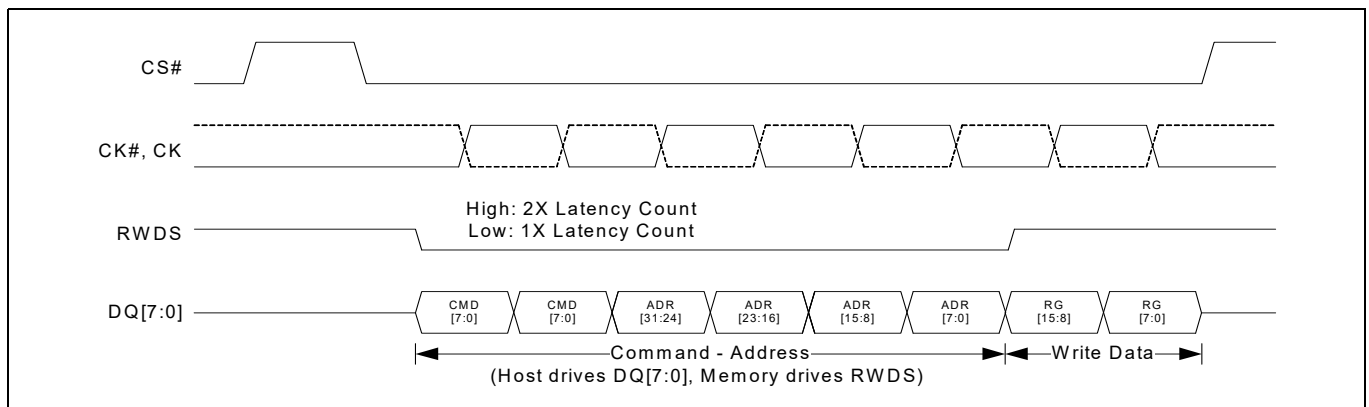 CS#
CK#, CK
High: 2X Latency Count
Low: 1X Latency Count
RWDS
DQ[7:0]
CMD [7:0]
CMD [7:0]
ADR [31:24]
ADR [23:16]
ADR [15:8]
ADR [7:0]
RG [15:8]
RG [7:0]
Command - Address
Write Data
(Host drives DQ[7:0], Memory drives RWDS)